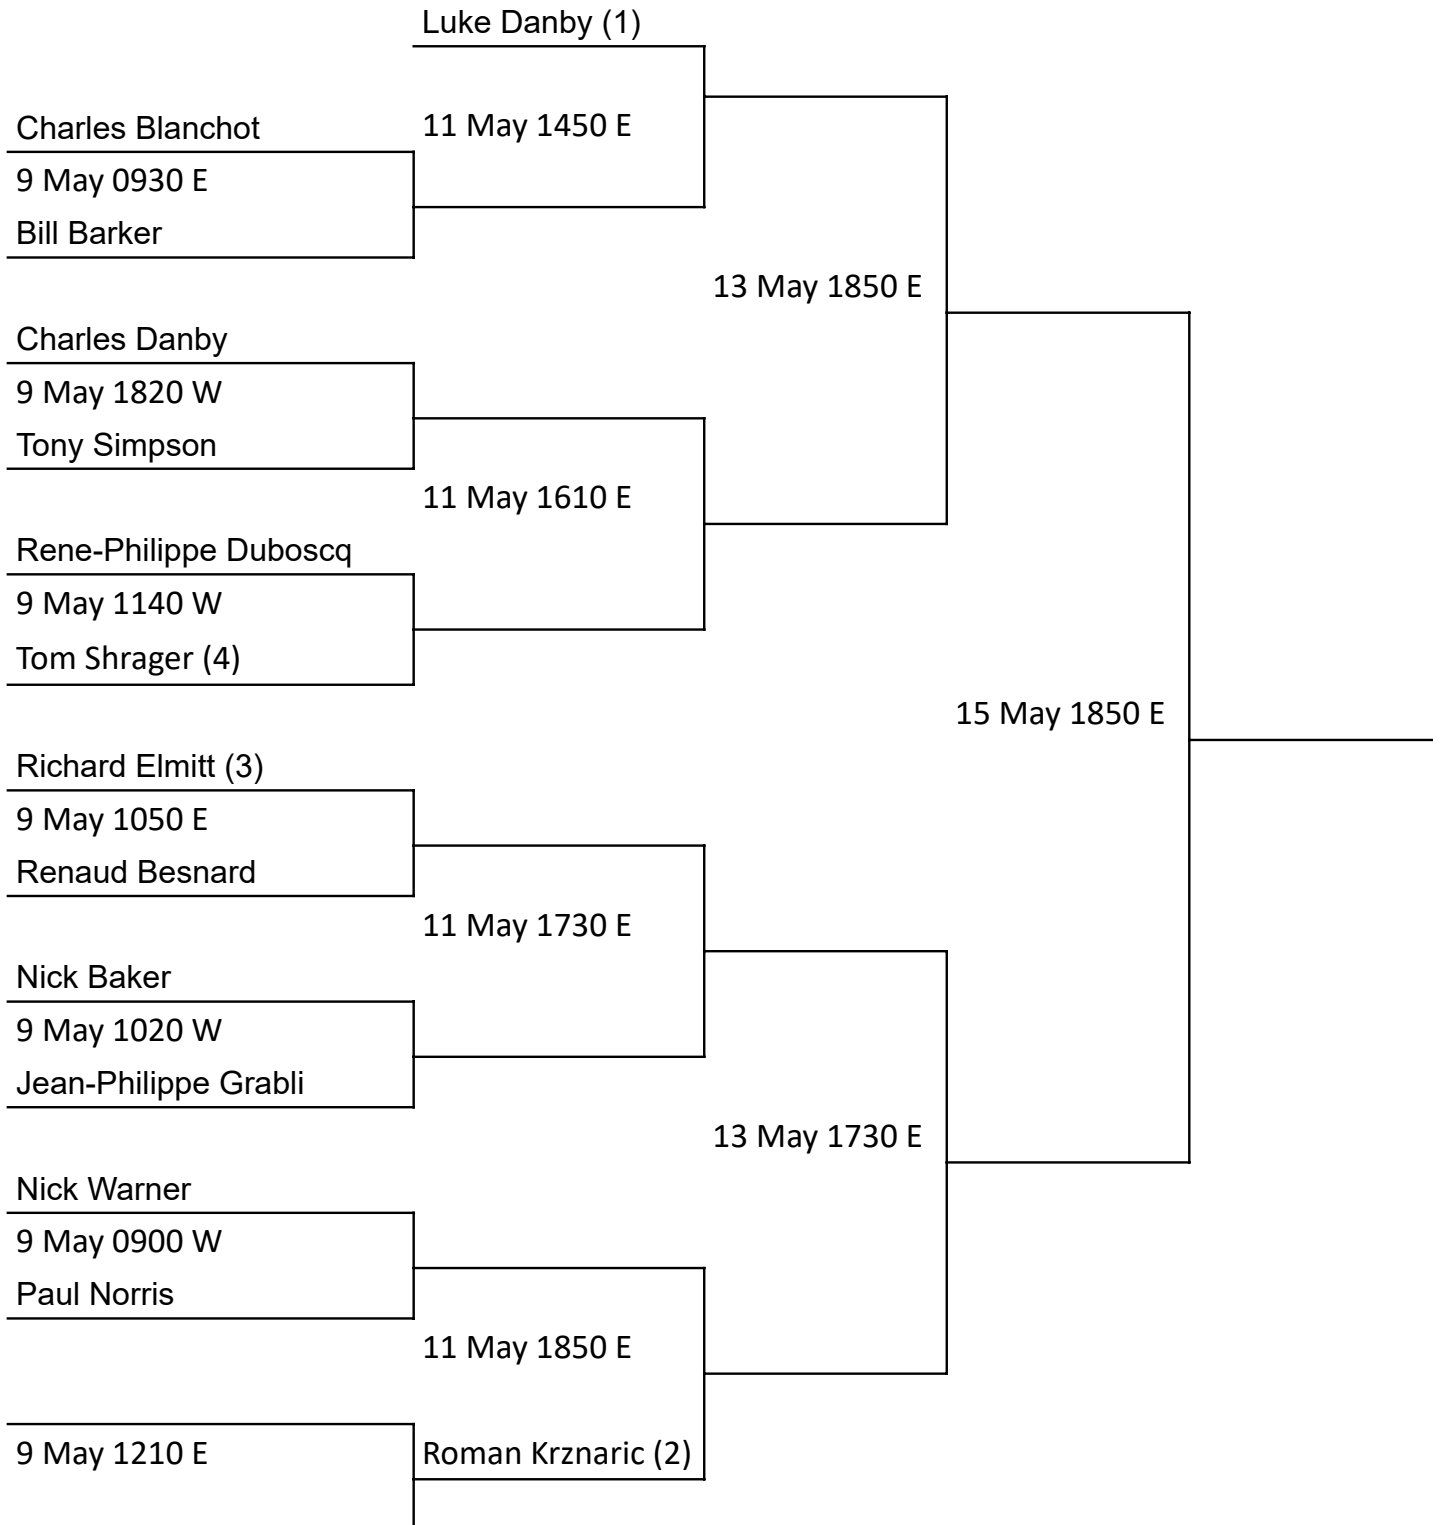 Luke Danby (1)
Charles Blanchot
11 May 1450 E
9 May 0930 E
Bill Barker
13 May 1850 E
Charles Danby
9 May 1820 W
Tony Simpson
11 May 1610 E
Rene-Philippe Duboscq
9 May 1140 W
Tom Shrager (4)
15 May 1850 E
Richard Elmitt (3)
9 May 1050 E
Renaud Besnard
11 May 1730 E
Nick Baker
9 May 1020 W
Jean-Philippe Grabli
13 May 1730 E
Nick Warner
9 May 0900 W
Paul Norris
11 May 1850 E
9 May 1210 E
Roman Krznaric (2)